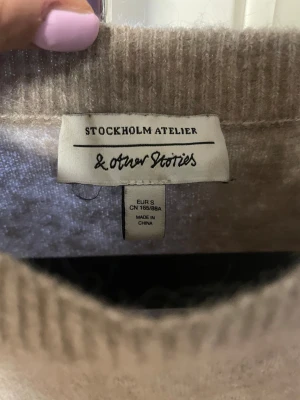 STOCKHOLM ATELIER
& other Stories
EUR S
CN 165/88A
MADE IN
CHINA